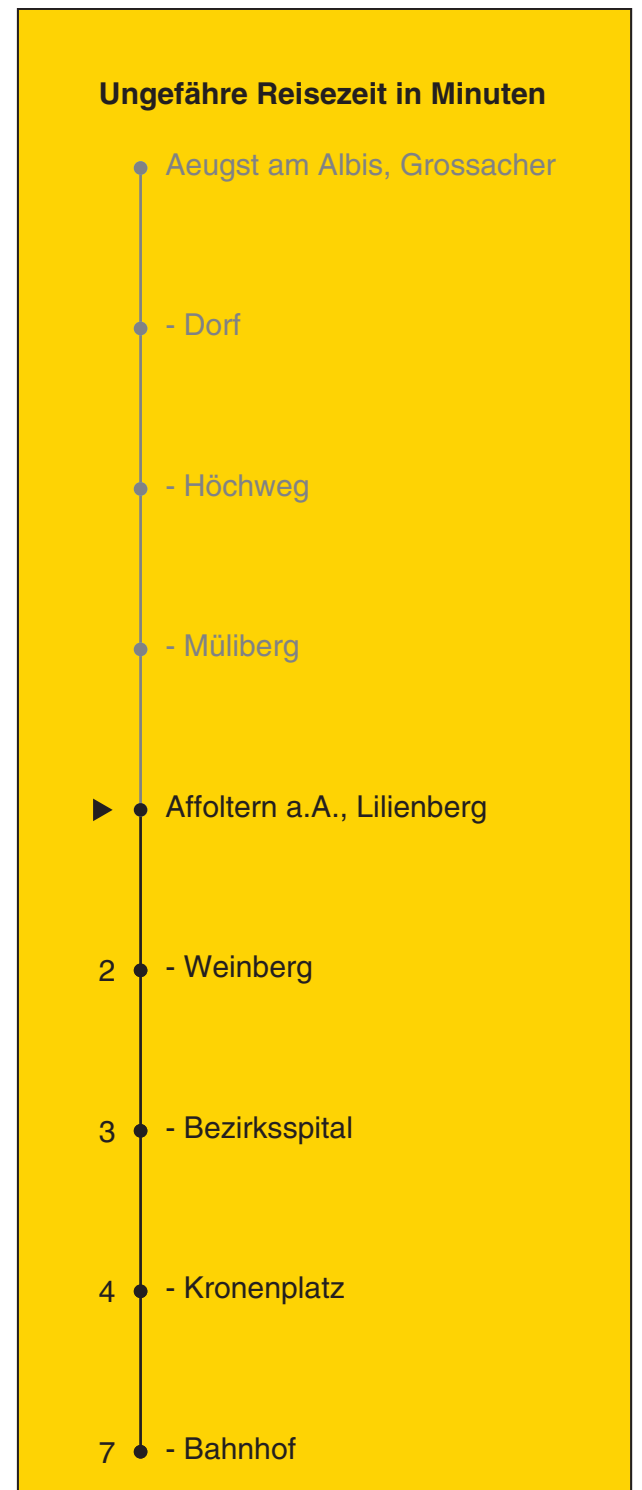 Ungefähre Reisezeit in Minuten
Aeugst am Albis, Grossacher
- Dorf
- Höchweg
- Müliberg
Affoltern a.A., Lilienberg
2 - Weinberg
3 - Bezirksspital
4 - Kronenplatz
7 - Bahnhof